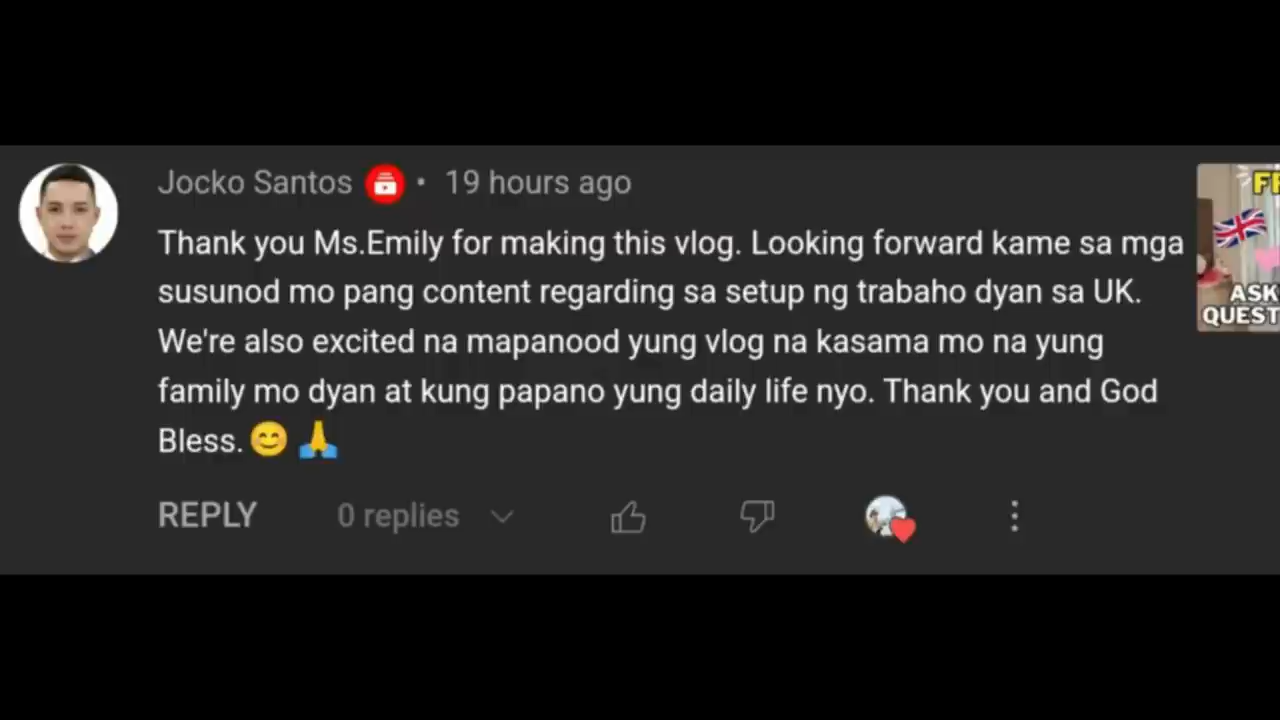 Jocko Santos • 19 hours ago
Thank you Ms.Emily for making this vlog. Looking forward kame sa mga
susunod mo pang content regarding sa setup ng trabaho dyan sa UK.
We're also excited na mapanood yung vlog na kasama mo na yung
family mo dyan at kung papano yung daily life nyo. Thank you and God
Bless. 😊 🙏
REPLY 0 replies
ASK